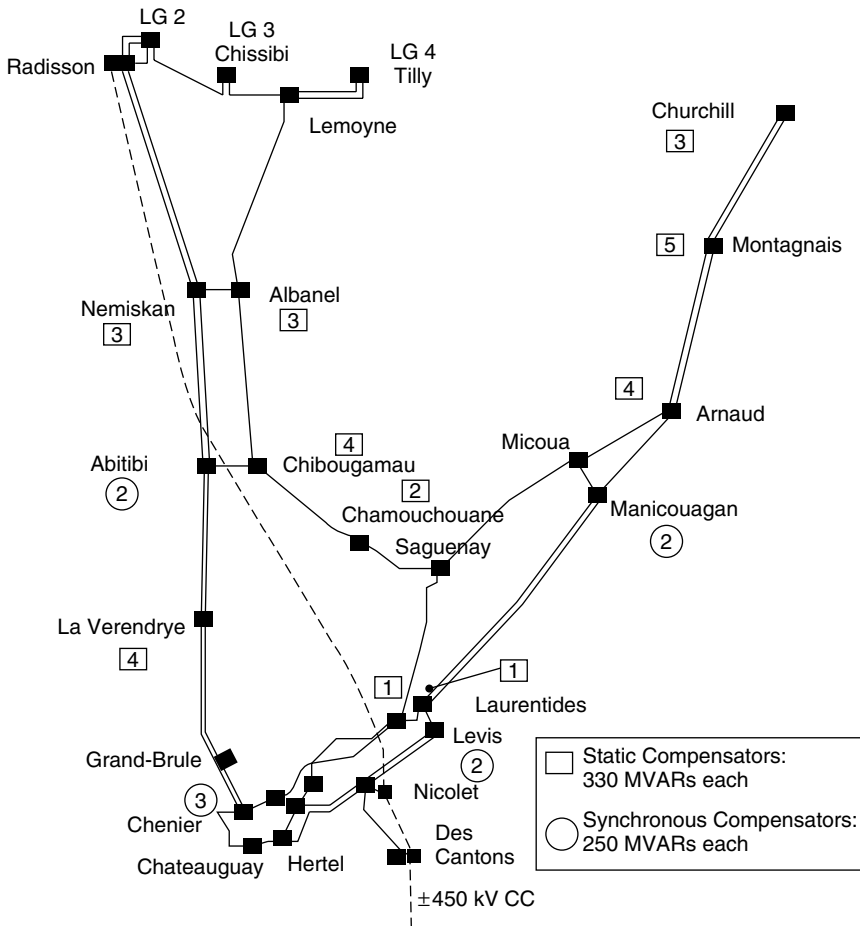 LG 2
LG 3
Chissibi
LG 4
Tilly
Radisson
Lemoyne
Churchill
3
5
Montagnais
Nemiskan
3
Albanel
3
4
Arnaud
Abitibi
2
4
Chibougamau
2
Chamouchouane
Saguenay
Micoua
Manicouagan
2
La Verendrye
4
1
1
Laurentides
Levis
2
Grand-Brule
3
Chenier
Nicolet
Chateauguay
Hertel
Des
Cantons
±450 kV CC
Static Compensators:
330 MVARs each
Synchronous Compensators:
250 MVARs each